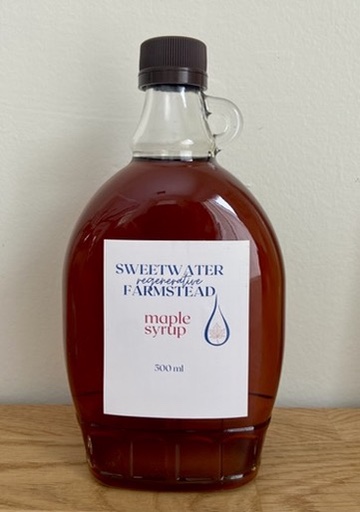 SWEETWATER
regenerative
FARMSTEAD
maple
syrup
500 ml